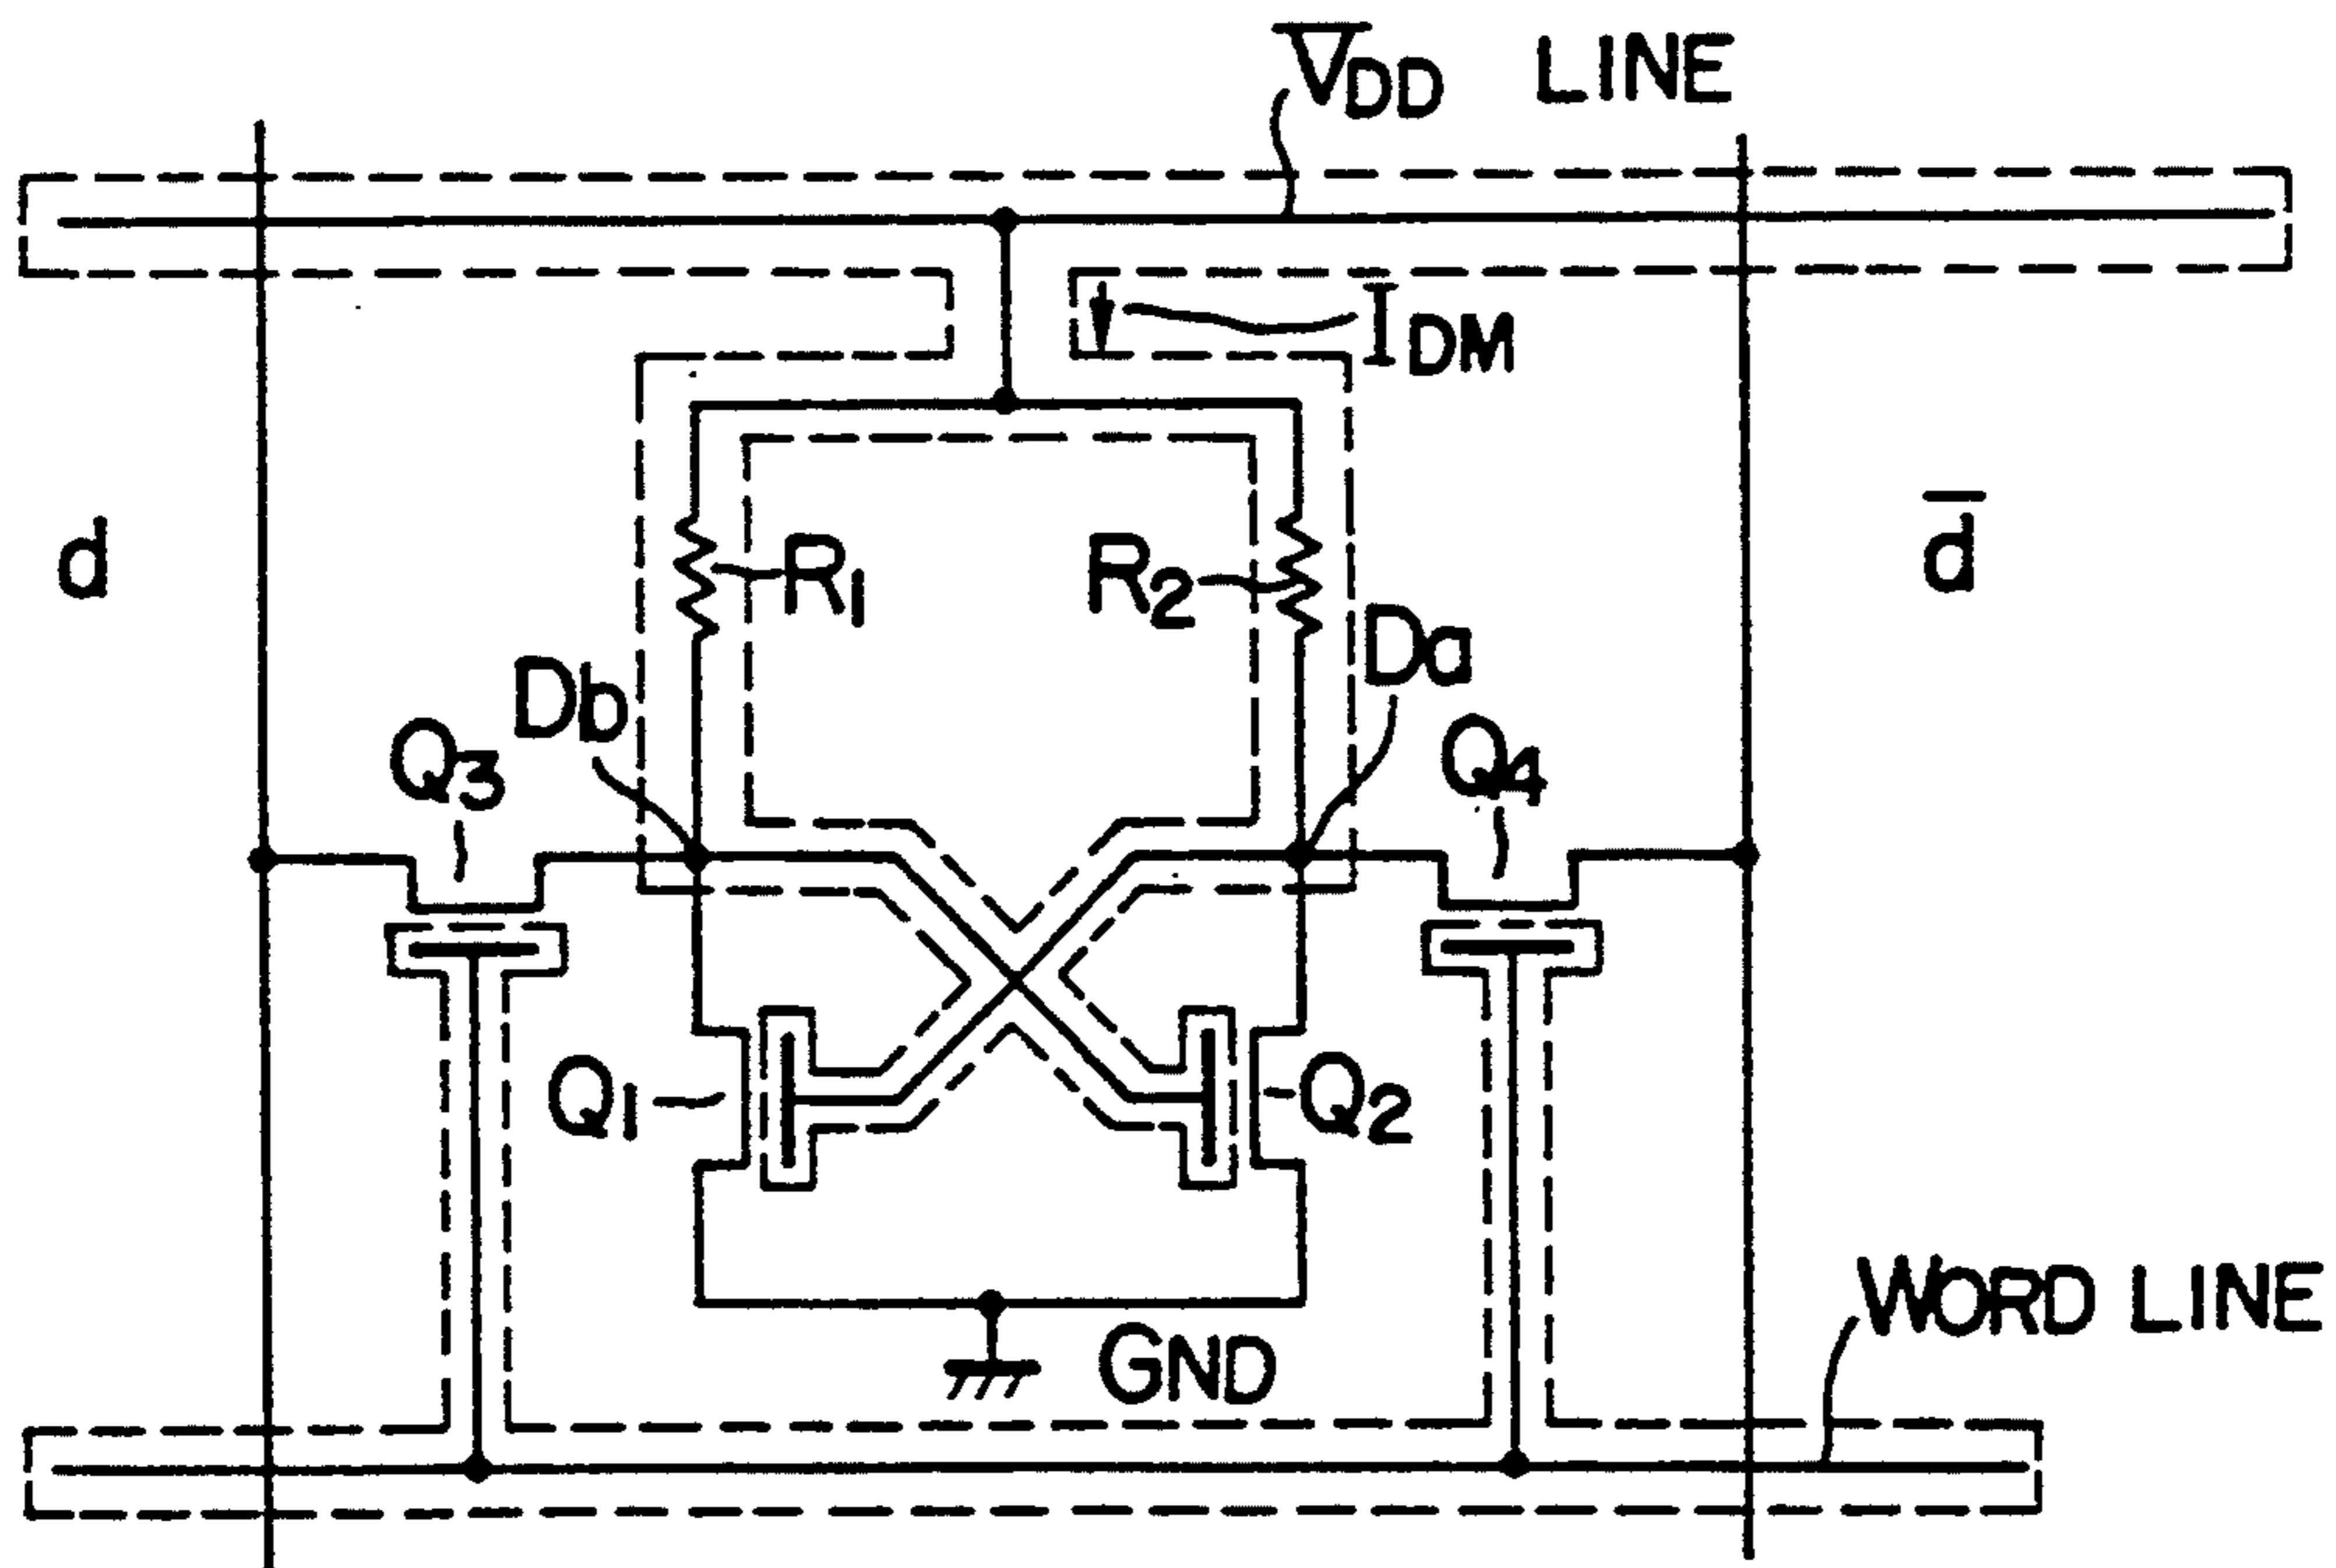 VDD LINE
IDM
d
d̅
R1
R2
Db
Da
Q3
Q4
Q1
Q2
WORD LINE
GND